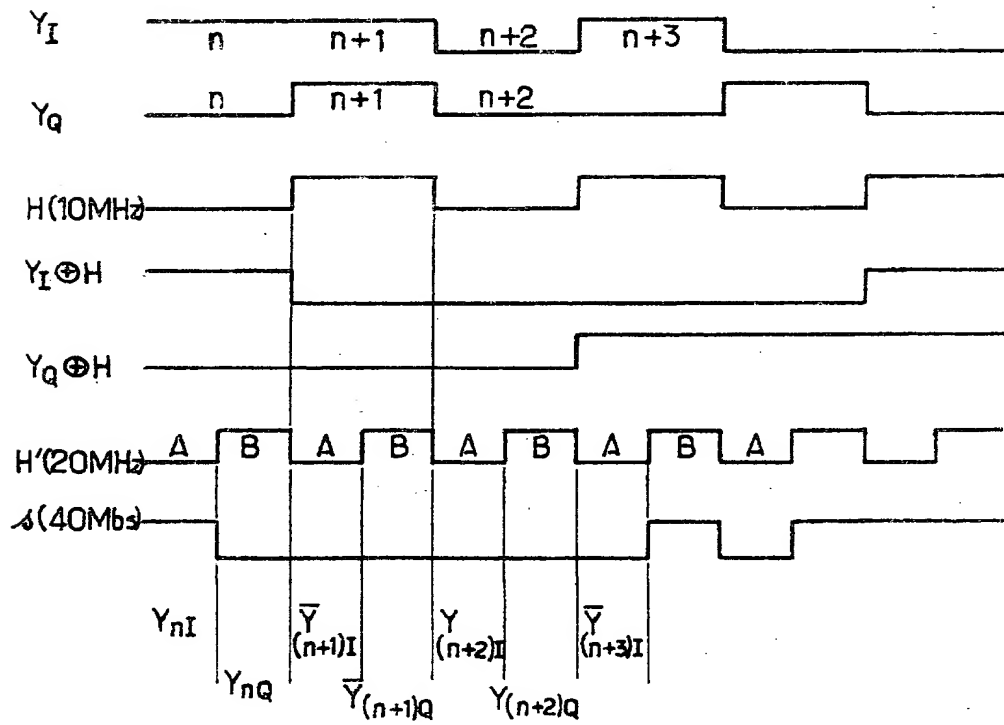 Y_I n n+1 n+2 n+3
Y_Q n n+1 n+2
H(10MHz)
Y_I ⊕ H
Y_Q ⊕ H
H'(20MHz) A B A B A B A B A
s(40Mbs)
Y_nI Y̅_(n+1)I Y_(n+2)I Y̅_(n+3)I
Y_nQ Y̅_(n+1)Q Y_(n+2)Q